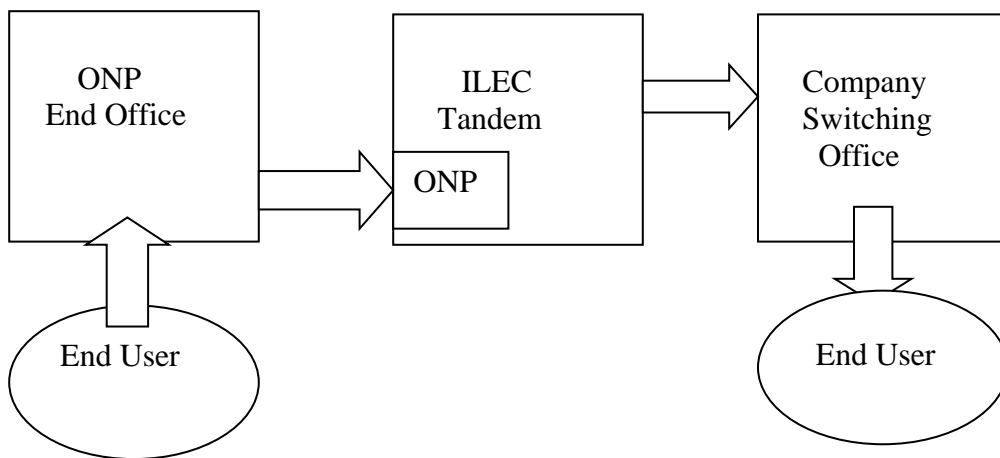 ONP
End Office
ILEC
Tandem
ONP
Company
Switching
Office
End User
End User